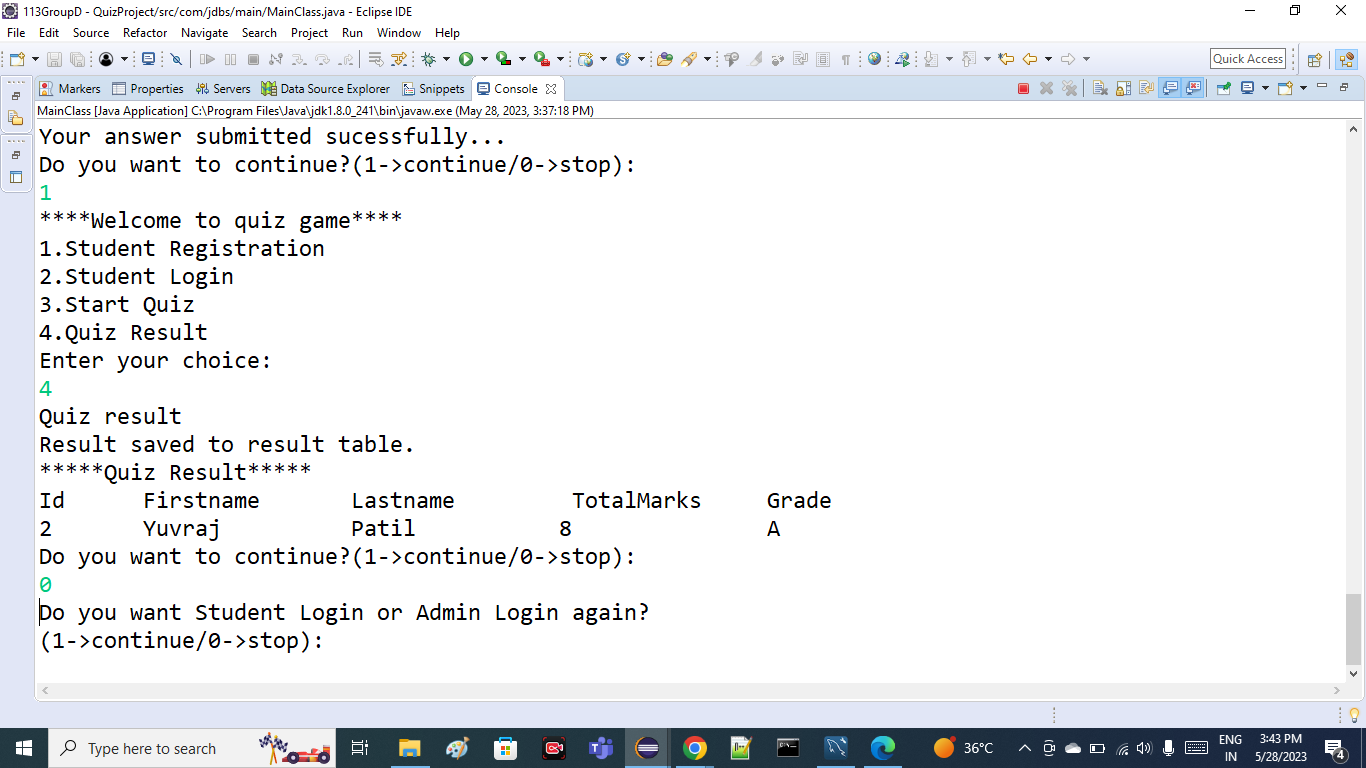 113GroupD - QuizProject/src/com/jdbs/main/MainClass.java - Eclipse IDE
File Edit Source Refactor Navigate Search Project Run Window Help
Quick Access
Markers Properties Servers Data Source Explorer Snippets Console
MainClass [Java Application] C:\Program Files\Java\jdk1.8.0_241\bin\javaw.exe (May 28, 2023, 3:37:18 PM)
Your answer submitted sucessfully...
Do you want to continue?(1->continue/0->stop):
1
****Welcome to quiz game****
1.Student Registration
2.Student Login
3.Start Quiz
4.Quiz Result
Enter your choice:
4
Quiz result
Result saved to result table.
*****Quiz Result*****
Id Firstname Lastname TotalMarks Grade
2 Yuvraj Patil 8 A
Do you want to continue?(1->continue/0->stop):
0
Do you want Student Login or Admin Login again?
(1->continue/0->stop):
Type here to search
36°C
ENG
IN
3:43 PM
5/28/2023
4